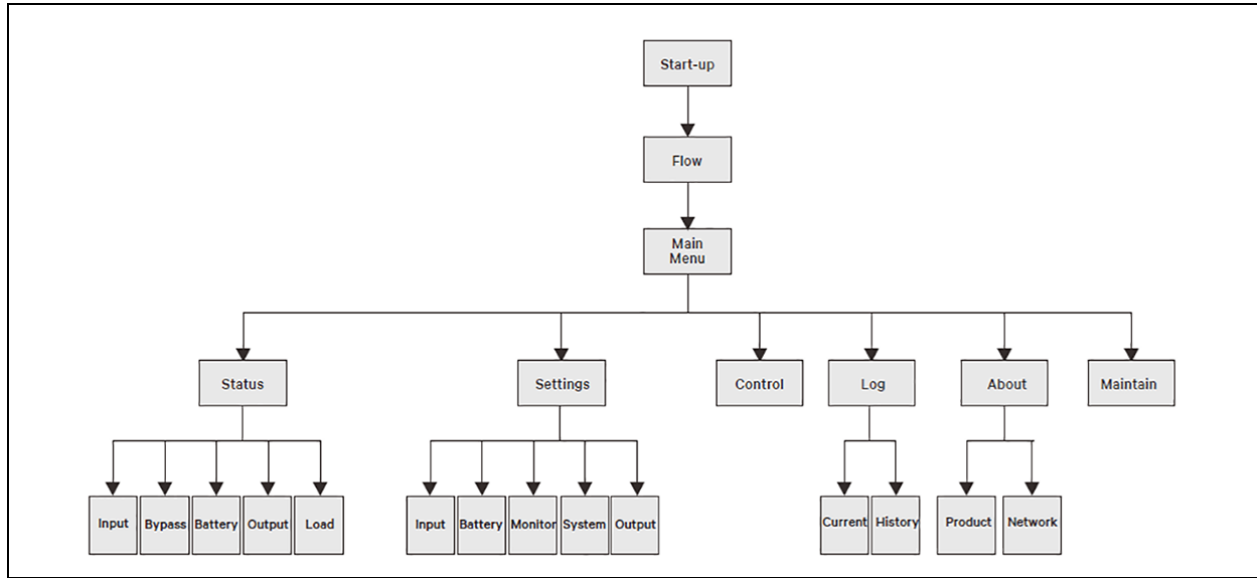 Start-up
Flow
Main
Menu
Status
Settings
Control
Log
About
Maintain
Input
Bypass
Battery
Output
Load
Input
Battery
Monitor
System
Output
Current
History
Product
Network